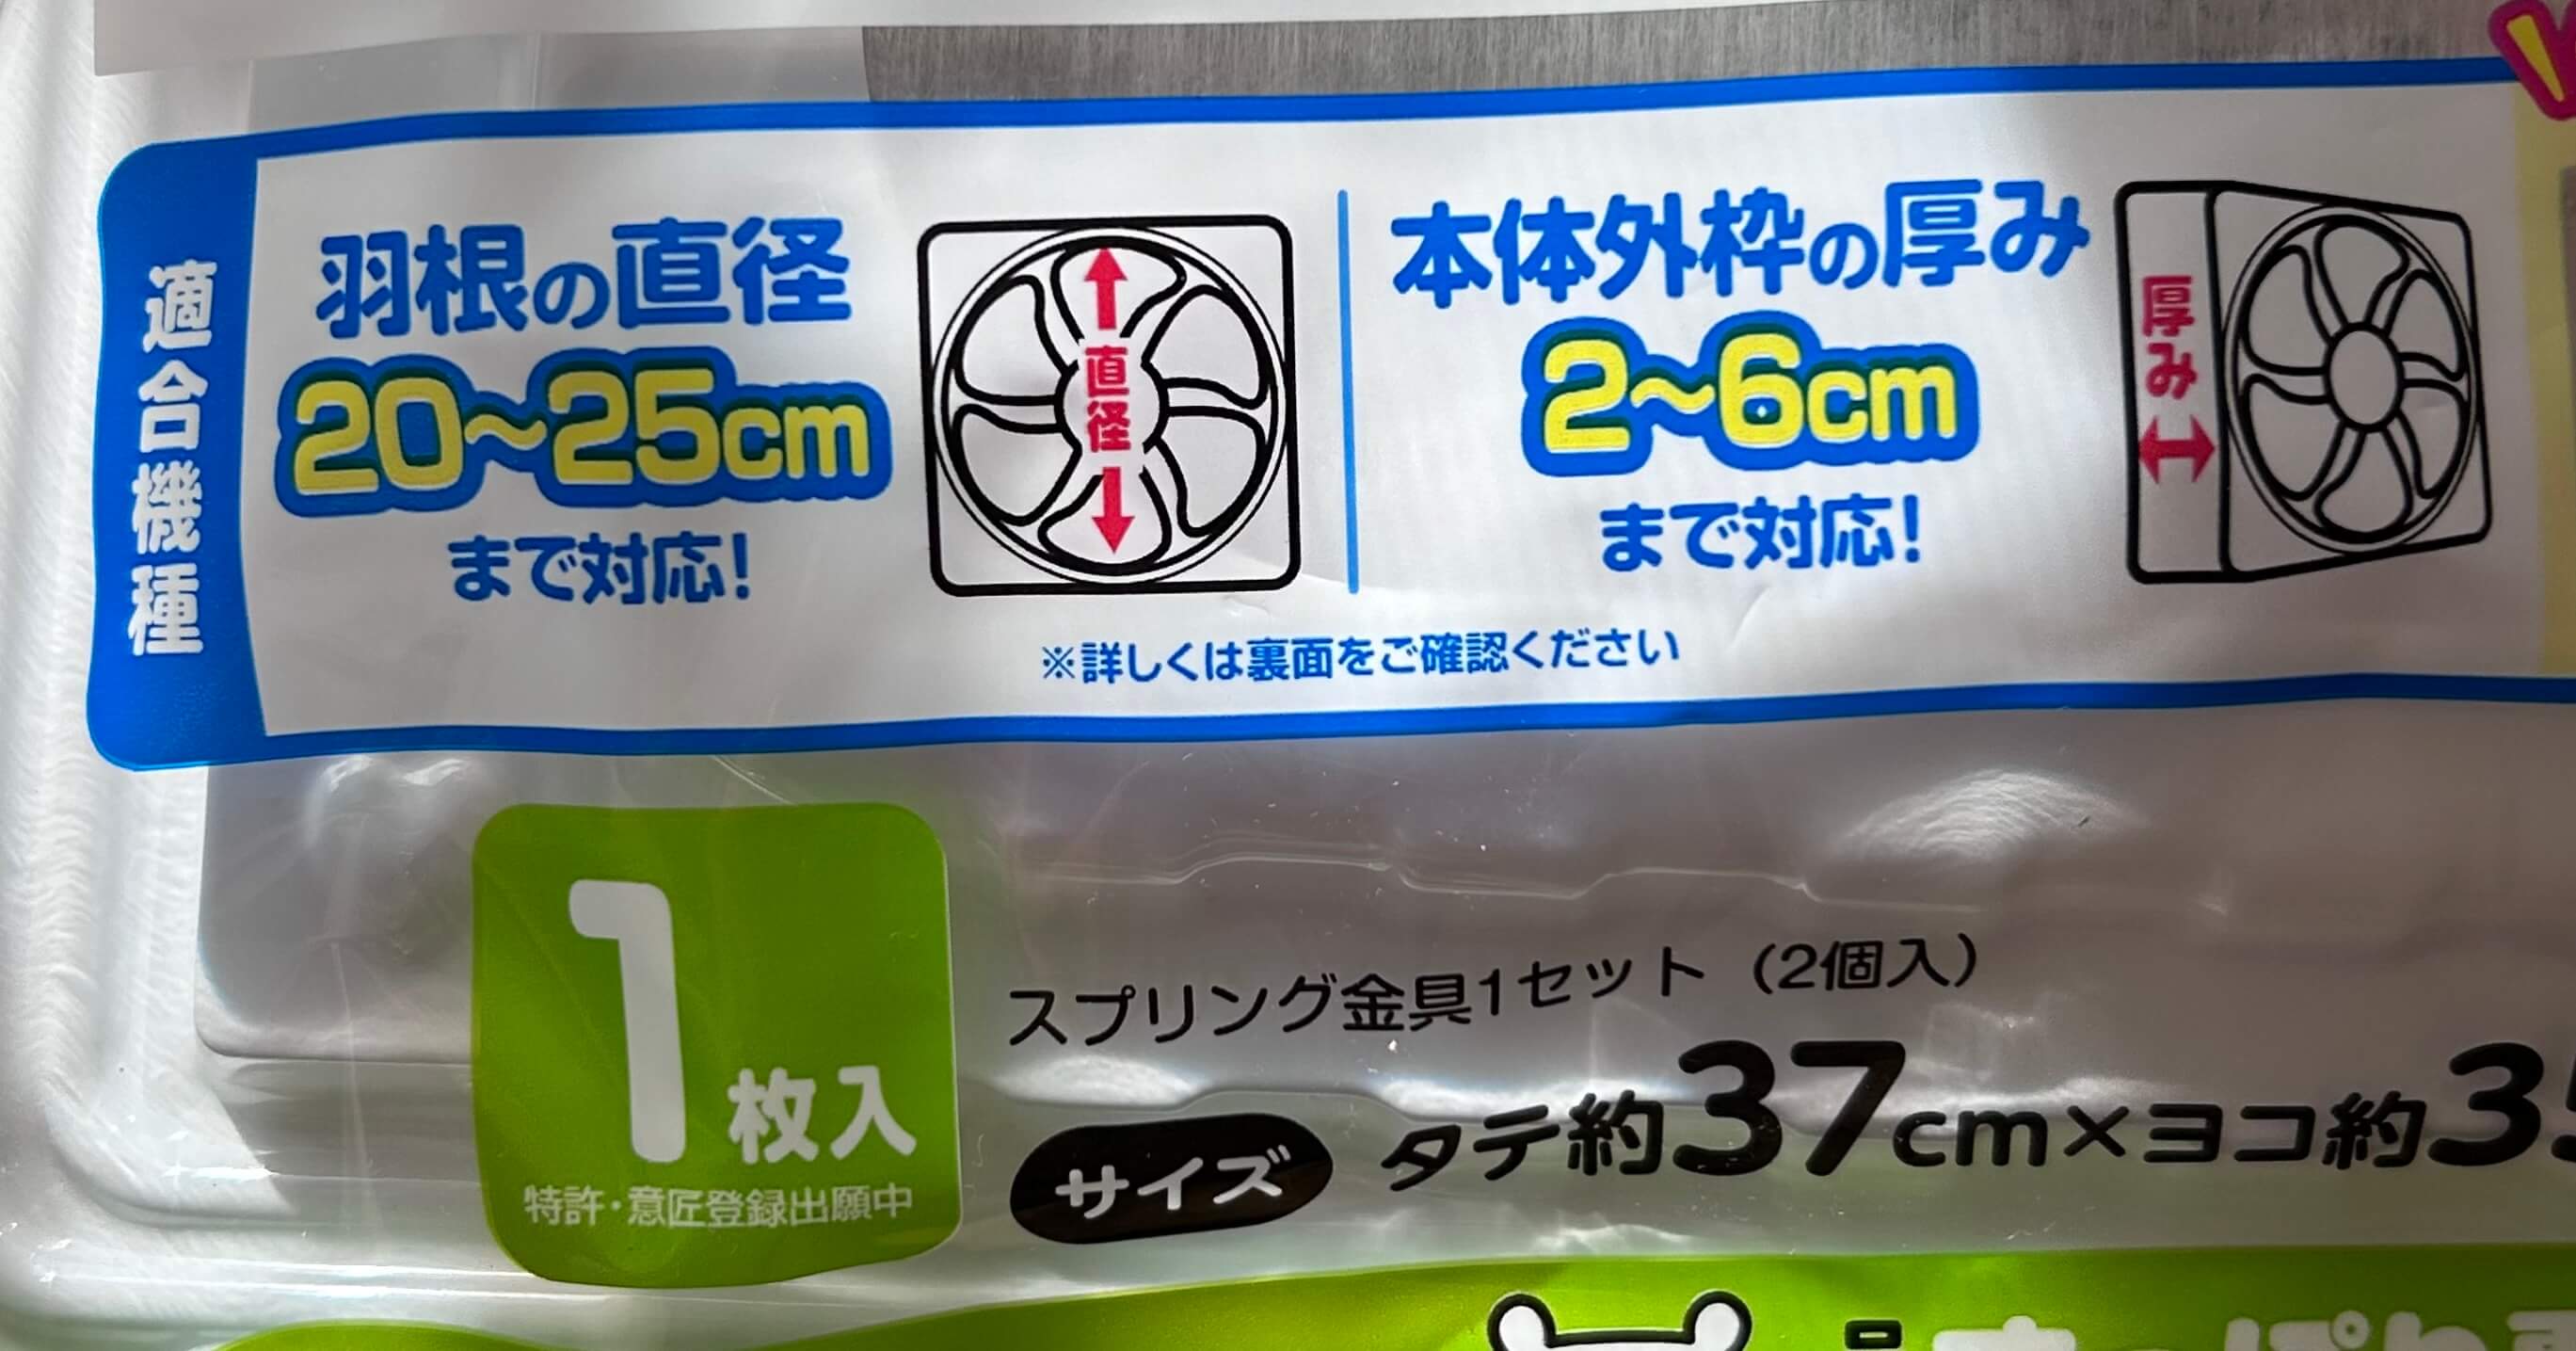 適合機種
羽根の直径
20~25cm
まで対応!
直径
本体外枠の厚み
2~6cm
まで対応!
厚み
※詳しくは裏面をご確認ください
1枚入
特許・意匠登録出願中
スプリング金具1セット（2個入）
サイズ タテ約37cm×ヨコ約3